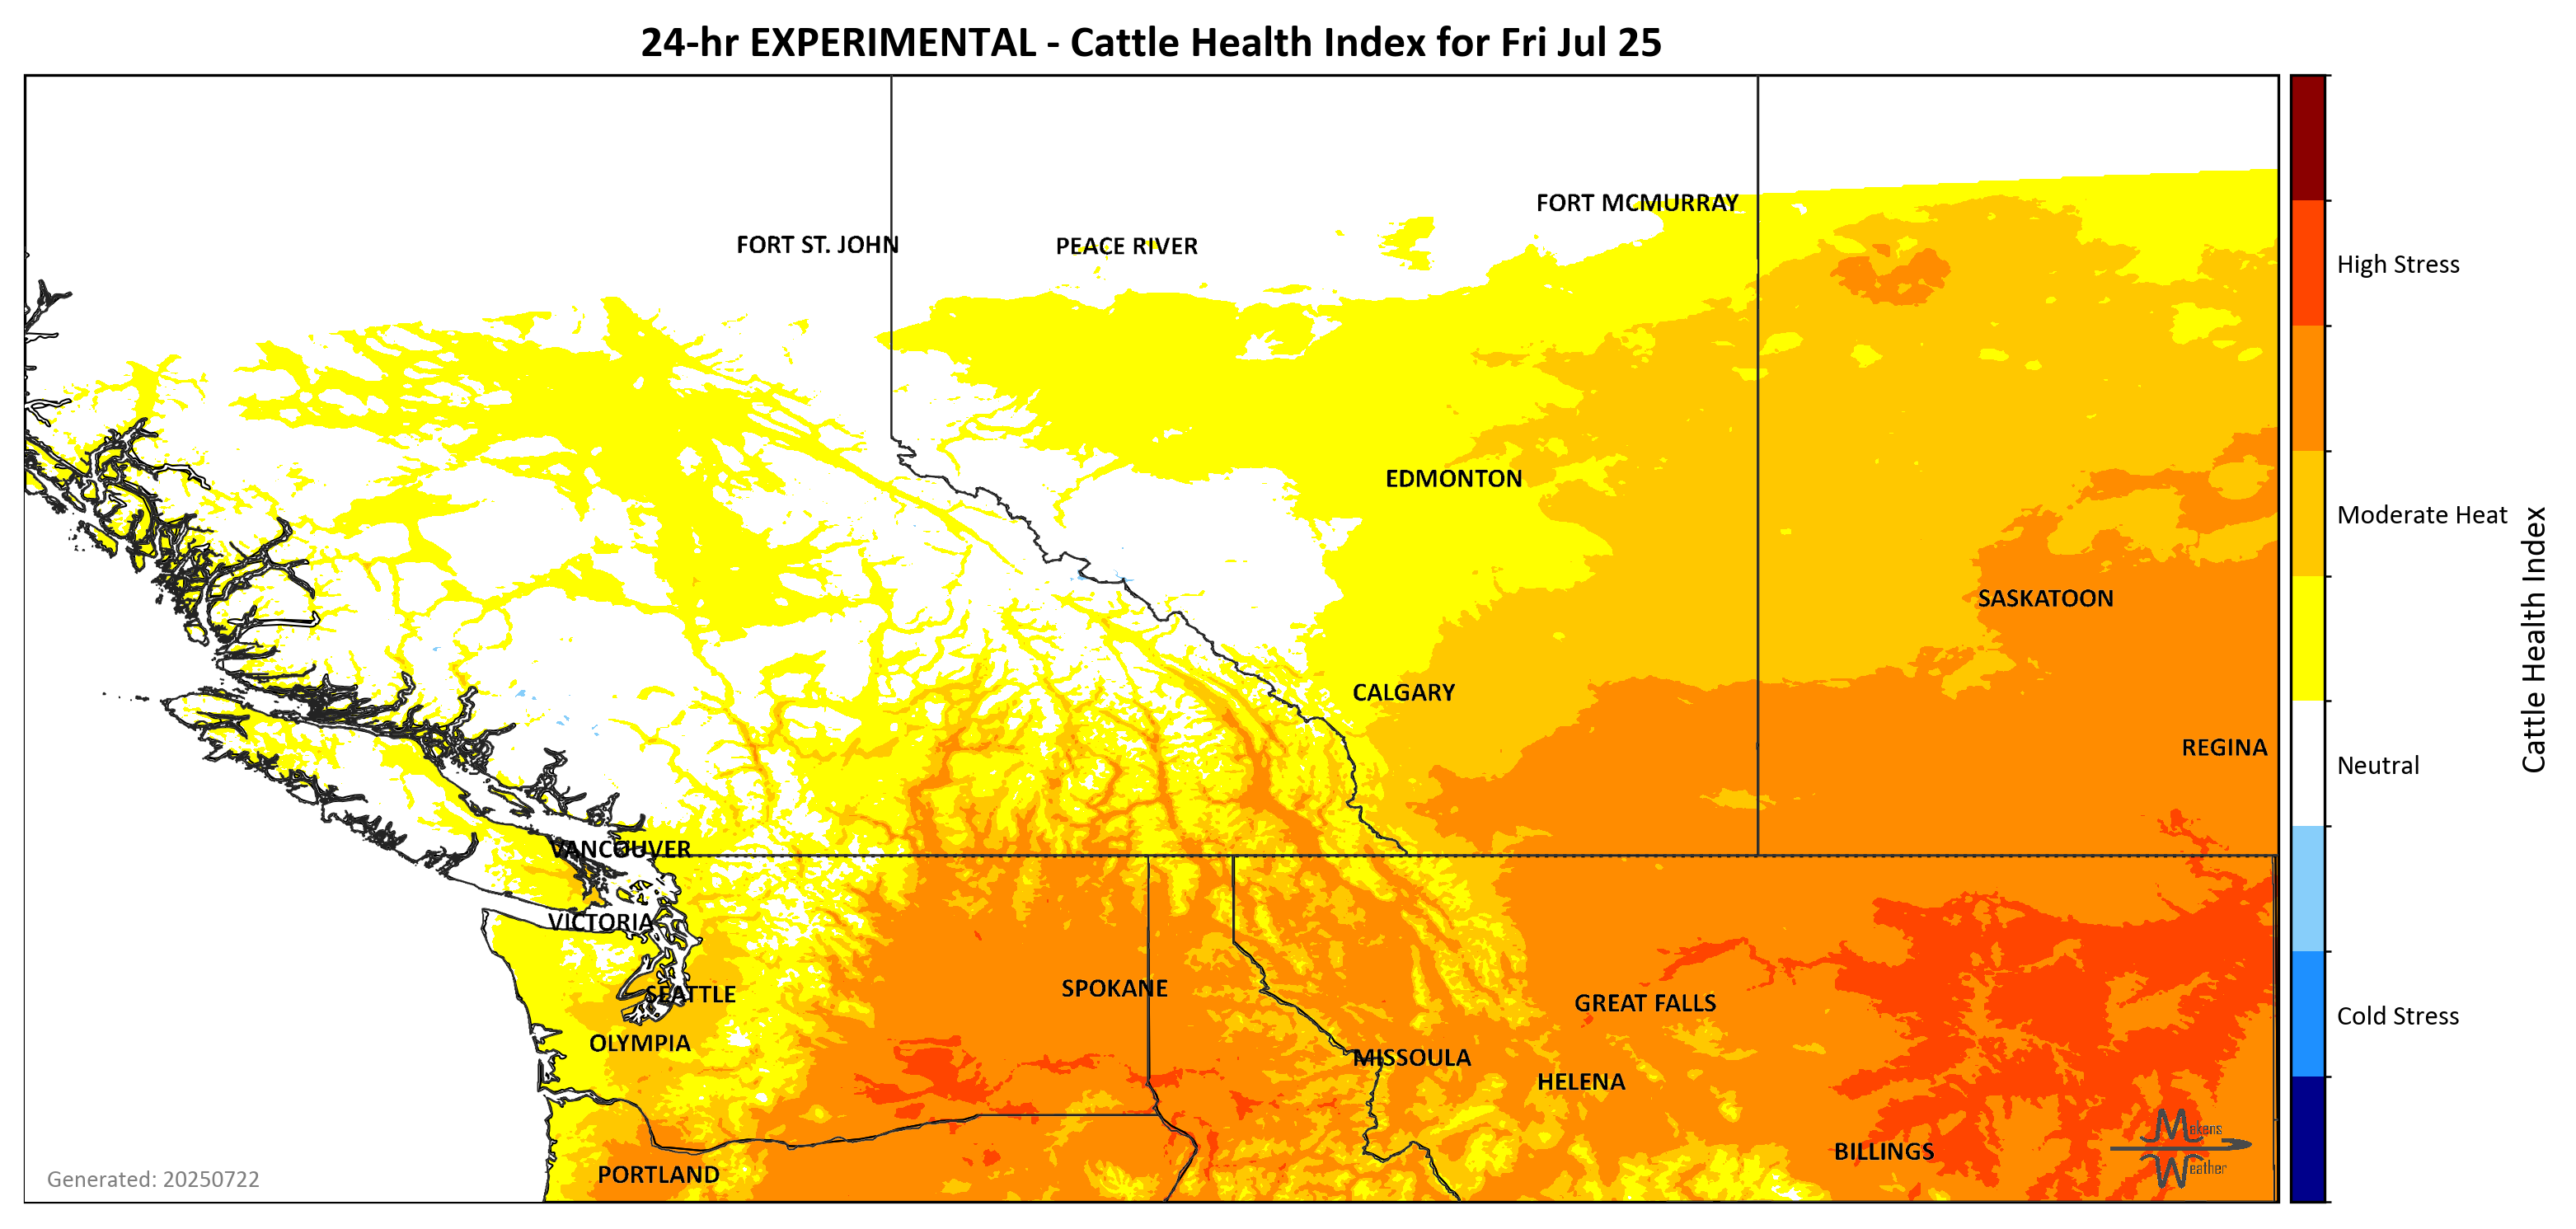 24-hr EXPERIMENTAL - Cattle Health Index for Fri Jul 25
FORT MCMURRAY
FORT ST. JOHN
PEACE RIVER
High Stress
EDMONTON
Moderate Heat
SASKATOON
CALGARY
REGINA
Neutral
Cattle Health Index
VANCOUVER
VICTORIA
SEATTLE
SPOKANE
GREAT FALLS
Cold Stress
OLYMPIA
MISSOULA
HELENA
BILLINGS
Makens
Weather
PORTLAND
Generated: 20250722